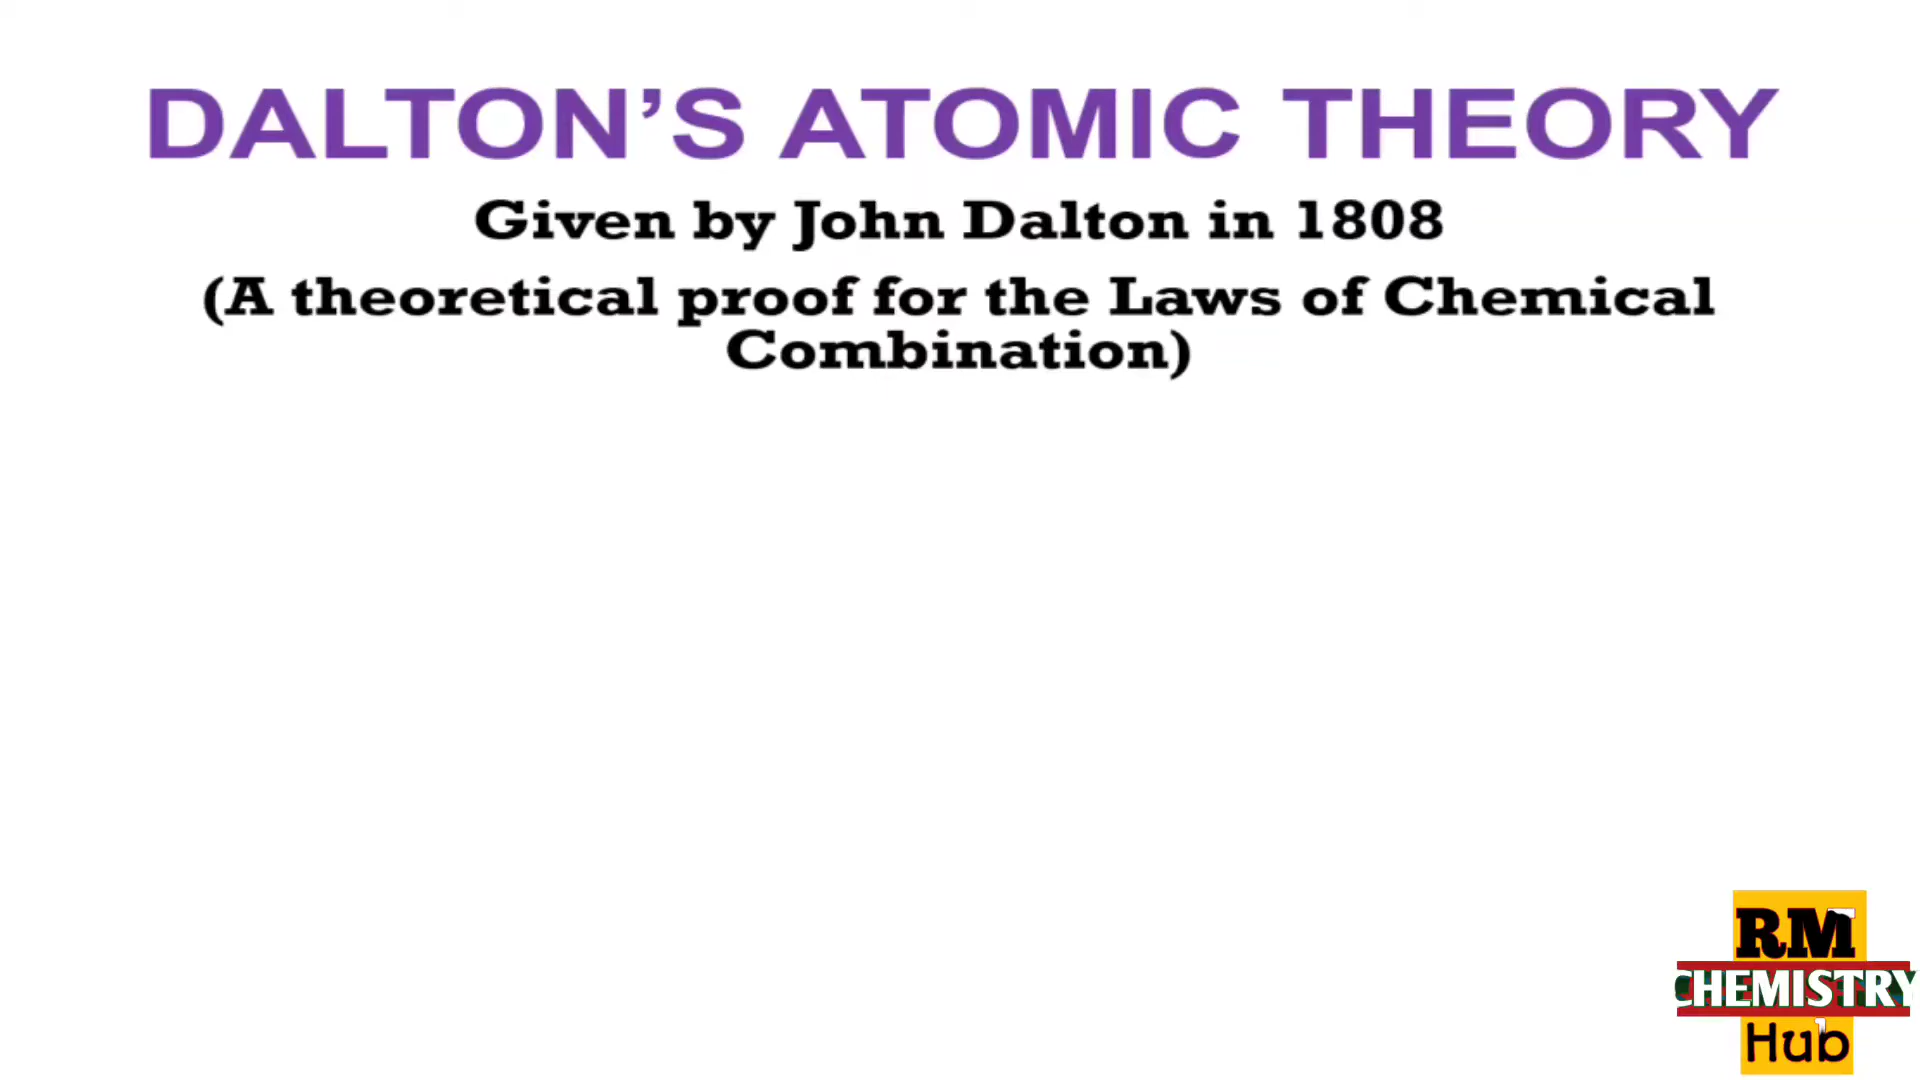 DALTON’S ATOMIC THEORY
Given by John Dalton in 1808
(A theoretical proof for the Laws of Chemical
Combination)
RM
CHEMISTRY
Hub